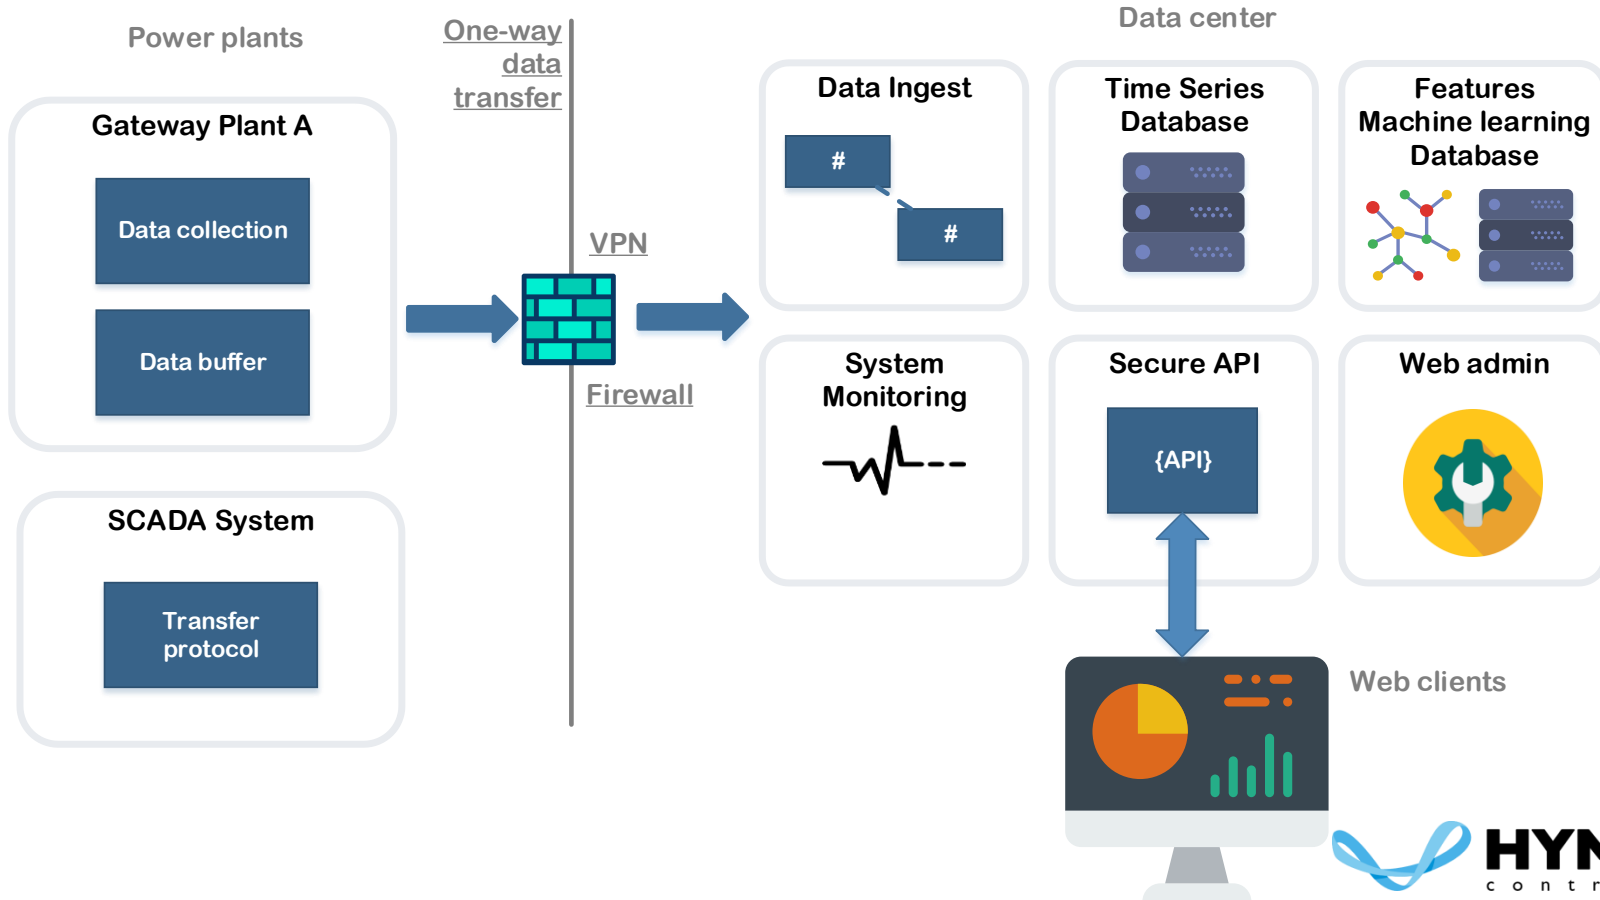 Power plants
One-way
data
transfer
Data center
Gateway Plant A
Data collection
Data buffer
SCADA System
Transfer
protocol
VPN
Firewall
Data Ingest
#
#
Time Series
Database
Features
Machine learning
Database
System
Monitoring
Secure API
{API}
Web admin
Web clients